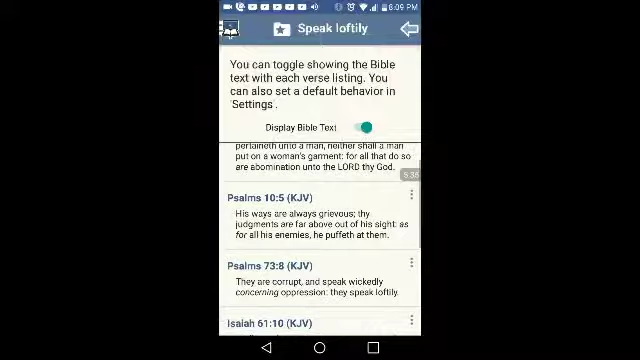 8:09 PM
Speak loftily
You can toggle showing the Bible
text with each verse listing. You
can also set a default behavior in
'Settings'.
Display Bible Text
pertaineth unto a man, neither shall a man
put on a woman's garment: for all that do so
are abomination unto the LORD thy God.
Psalms 10:5 (KJV)
His ways are always grievous; thy
judgments are far above out of his sight: as
for all his enemies, he puffeth at them.
Psalms 73:8 (KJV)
They are corrupt, and speak wickedly
concerning oppression: they speak loftily.
Isaiah 61:10 (KJV)